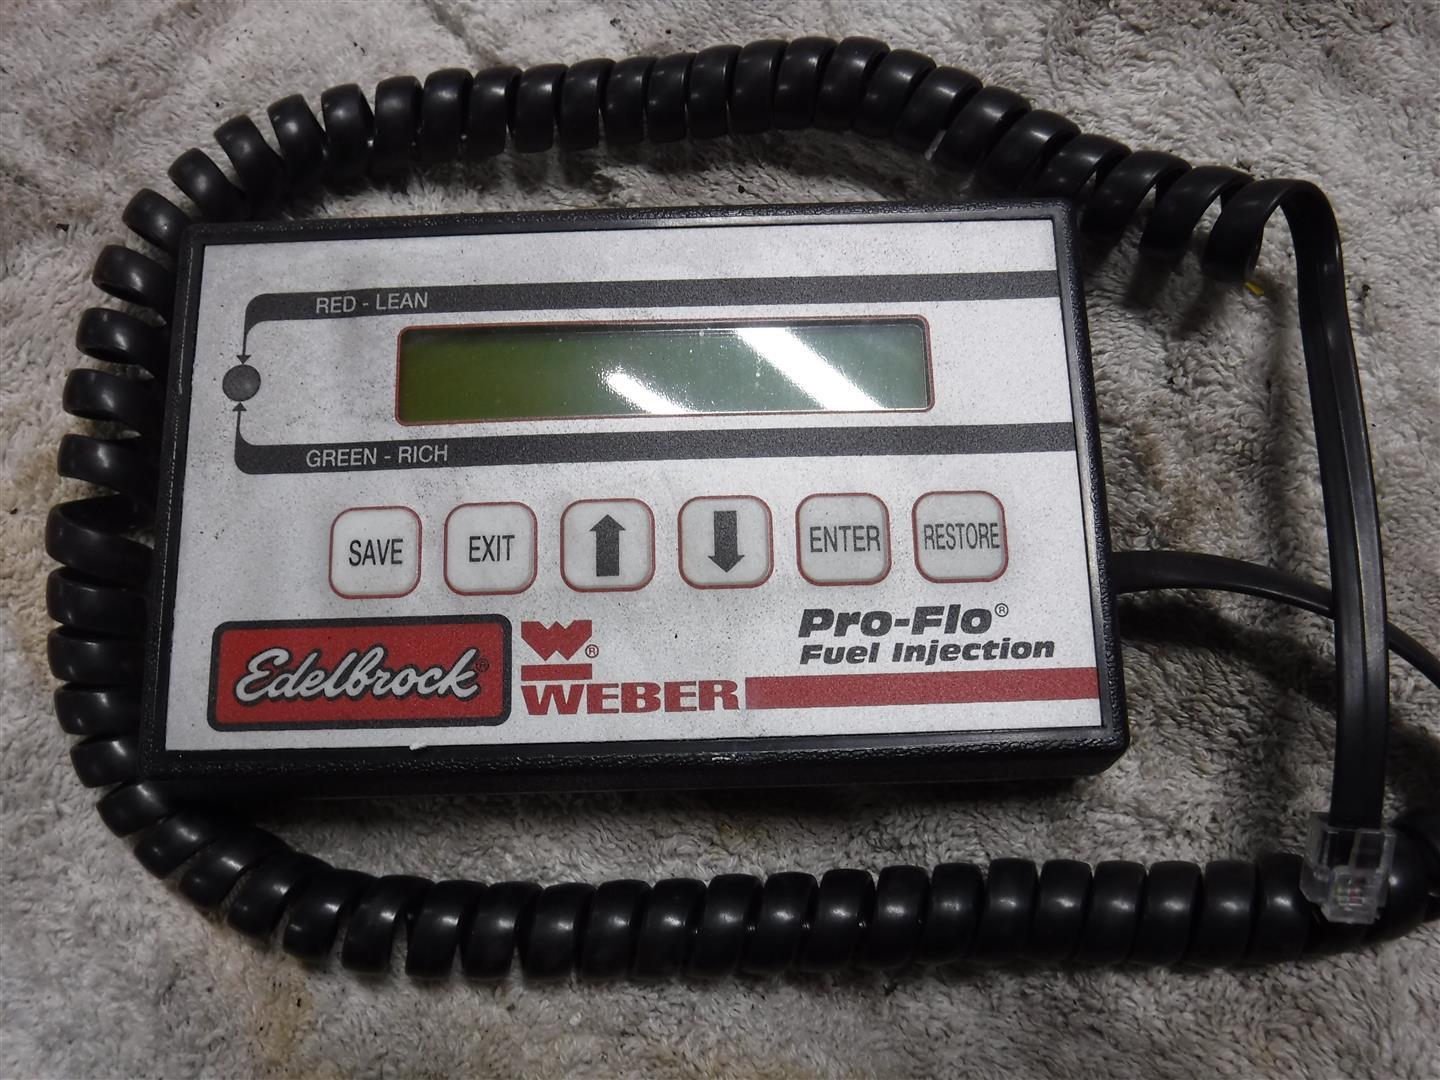 RED - LEAN
GREEN - RICH
SAVE EXIT ENTER RESTORE
Pro-Flo®
Fuel Injection
Edelbrock®
W®
WEBER